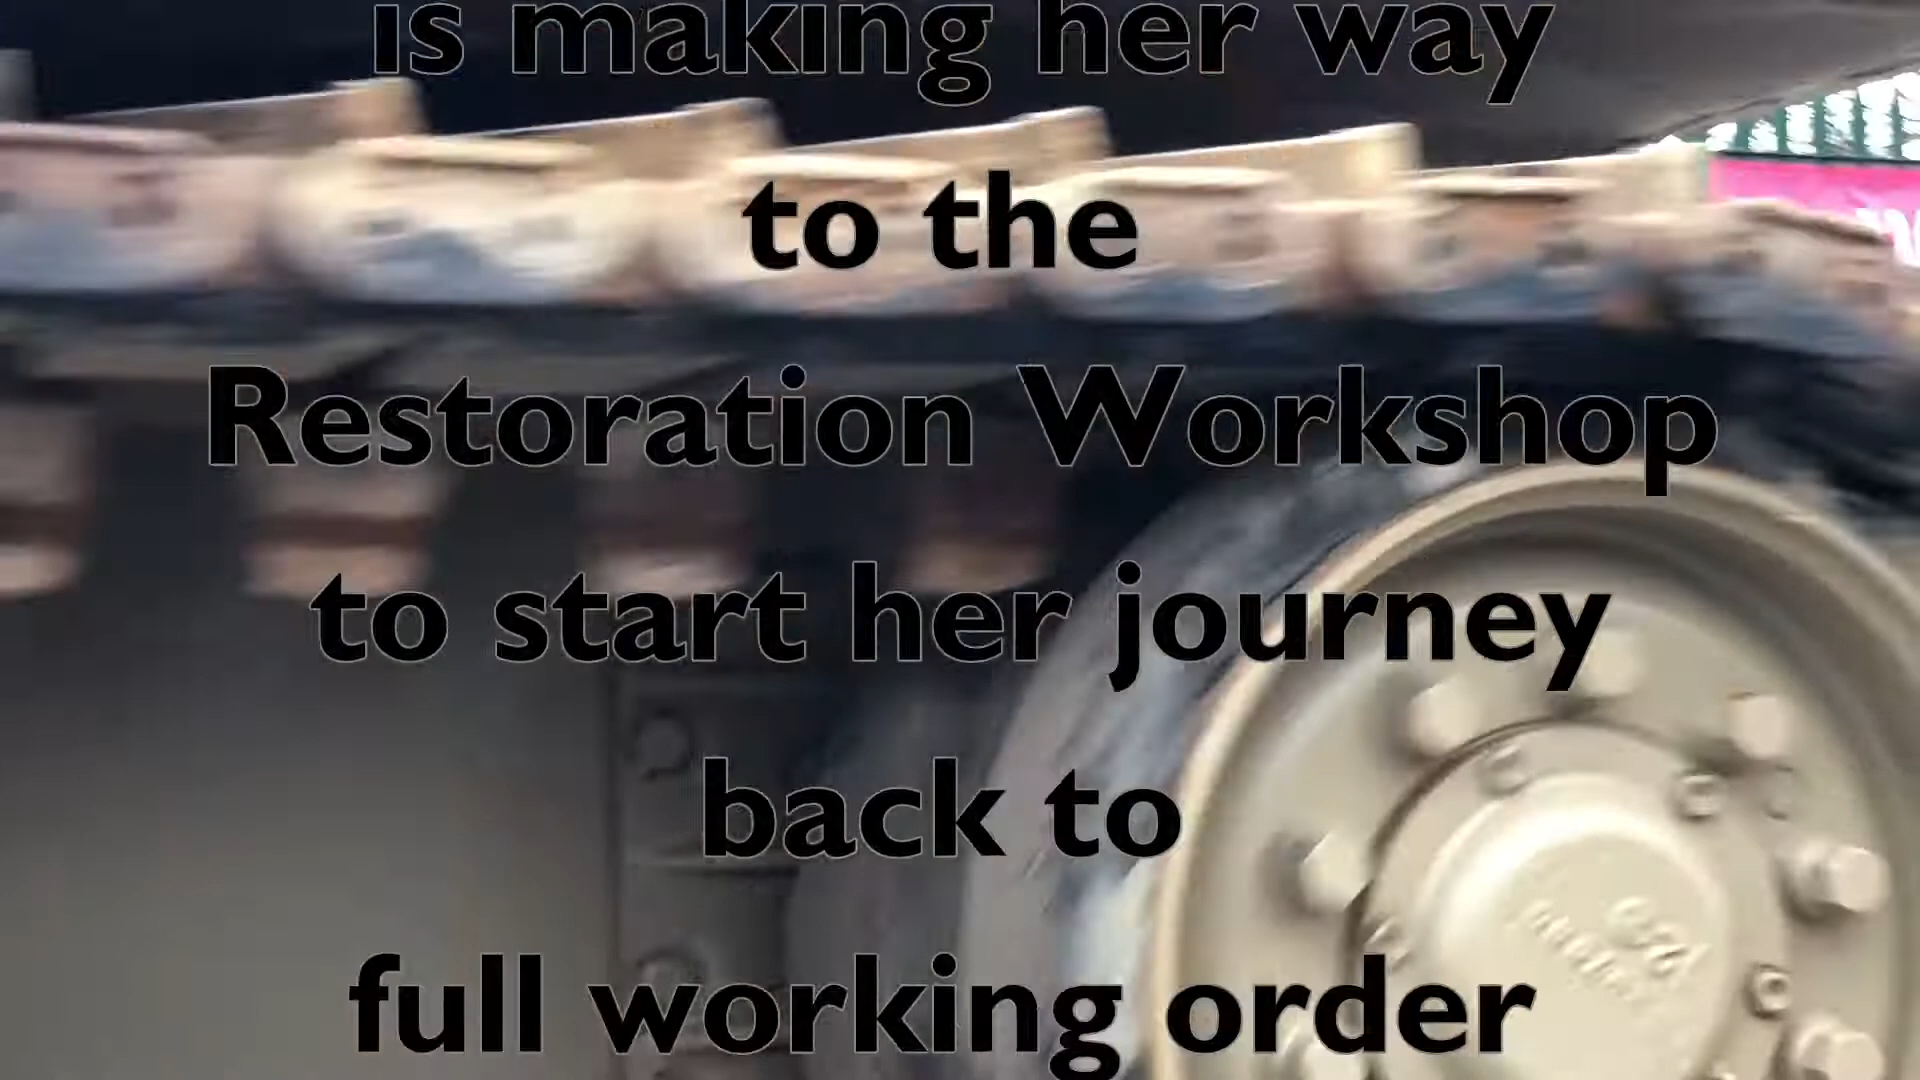 is making her way
to the
Restoration Workshop
to start her journey
back to
full working order